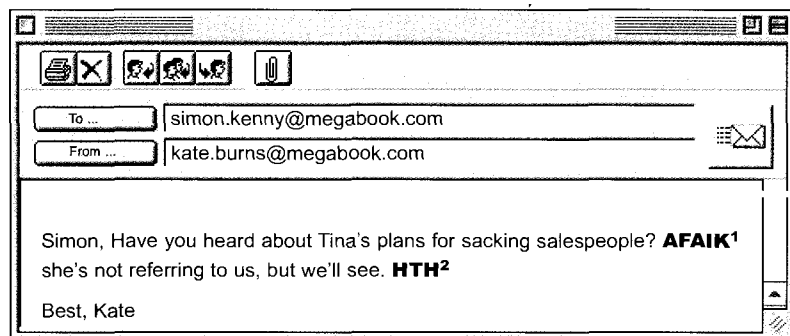 To ...
simon.kenny@megabook.com
From ...
kate.burns@megabook.com
Simon, Have you heard about Tina's plans for sacking salespeople? AFAIK¹
she's not referring to us, but we'll see. HTH²
Best, Kate